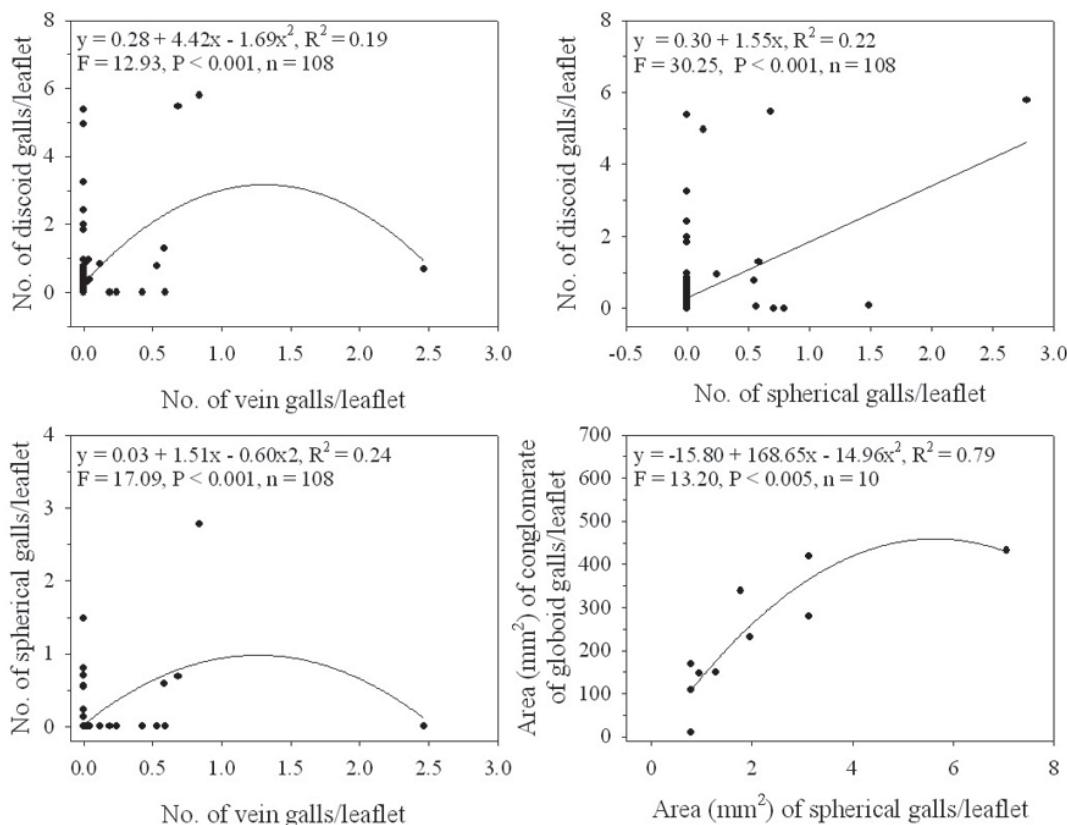 y = 0.28 + 4.42x - 1.69x², R² = 0.19
F = 12.93, P < 0.001, n = 108
No. of discoid galls/leaflet
8
6
4
2
0
0.0 0.5 1.0 1.5 2.0 2.5 3.0
No. of vein galls/leaflet
y = 0.30 + 1.55x, R² = 0.22
F = 30.25, P < 0.001, n = 108
No. of discoid galls/leaflet
8
6
4
2
0
-0.5 0.0 0.5 1.0 1.5 2.0 2.5 3.0
No. of spherical galls/leaflet
y = 0.03 + 1.51x - 0.60x2, R² = 0.24
F = 17.09, P < 0.001, n = 108
No. of spherical galls/leaflet
4
3
2
1
0
0.0 0.5 1.0 1.5 2.0 2.5 3.0
No. of vein galls/leaflet
y = -15.80 + 168.65x - 14.96x², R² = 0.79
F = 13.20, P < 0.005, n = 10
Area (mm²) of conglomerate
of globoid galls/leaflet
700
600
500
400
300
200
100
0
0 2 4 6 8
Area (mm²) of spherical galls/leaflet